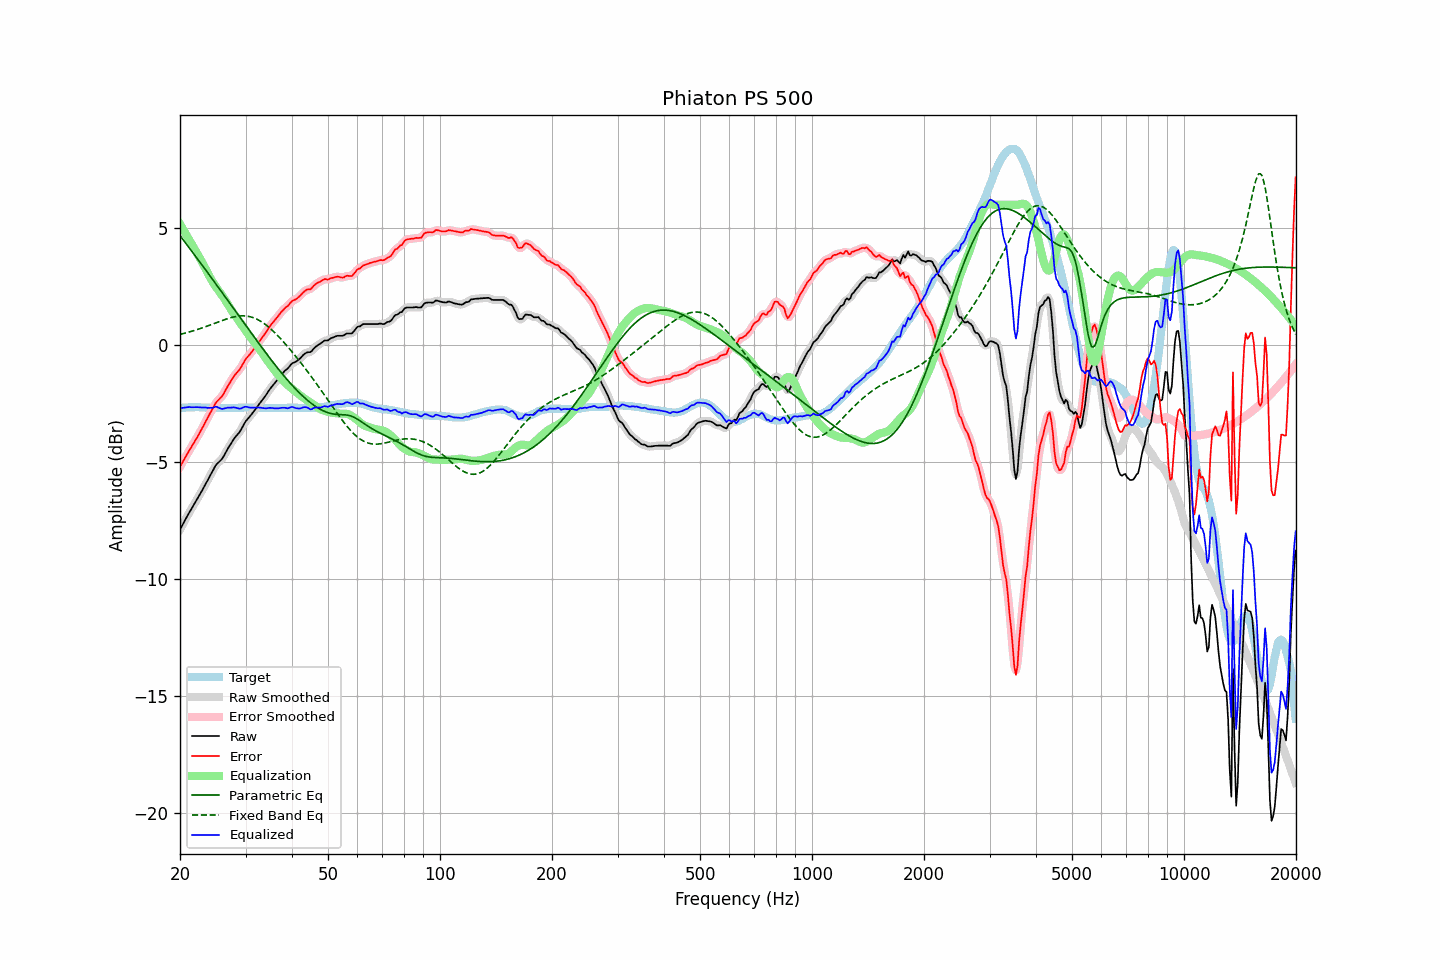 Phiaton PS 500
Amplitude (dBr)
5
0
−5
−10
−15
−20
Target
Raw Smoothed
Error Smoothed
Raw
Error
Equalization
Parametric Eq
Fixed Band Eq
Equalized
20 50 100 200 500 1000 2000 5000 10000 20000
Frequency (Hz)